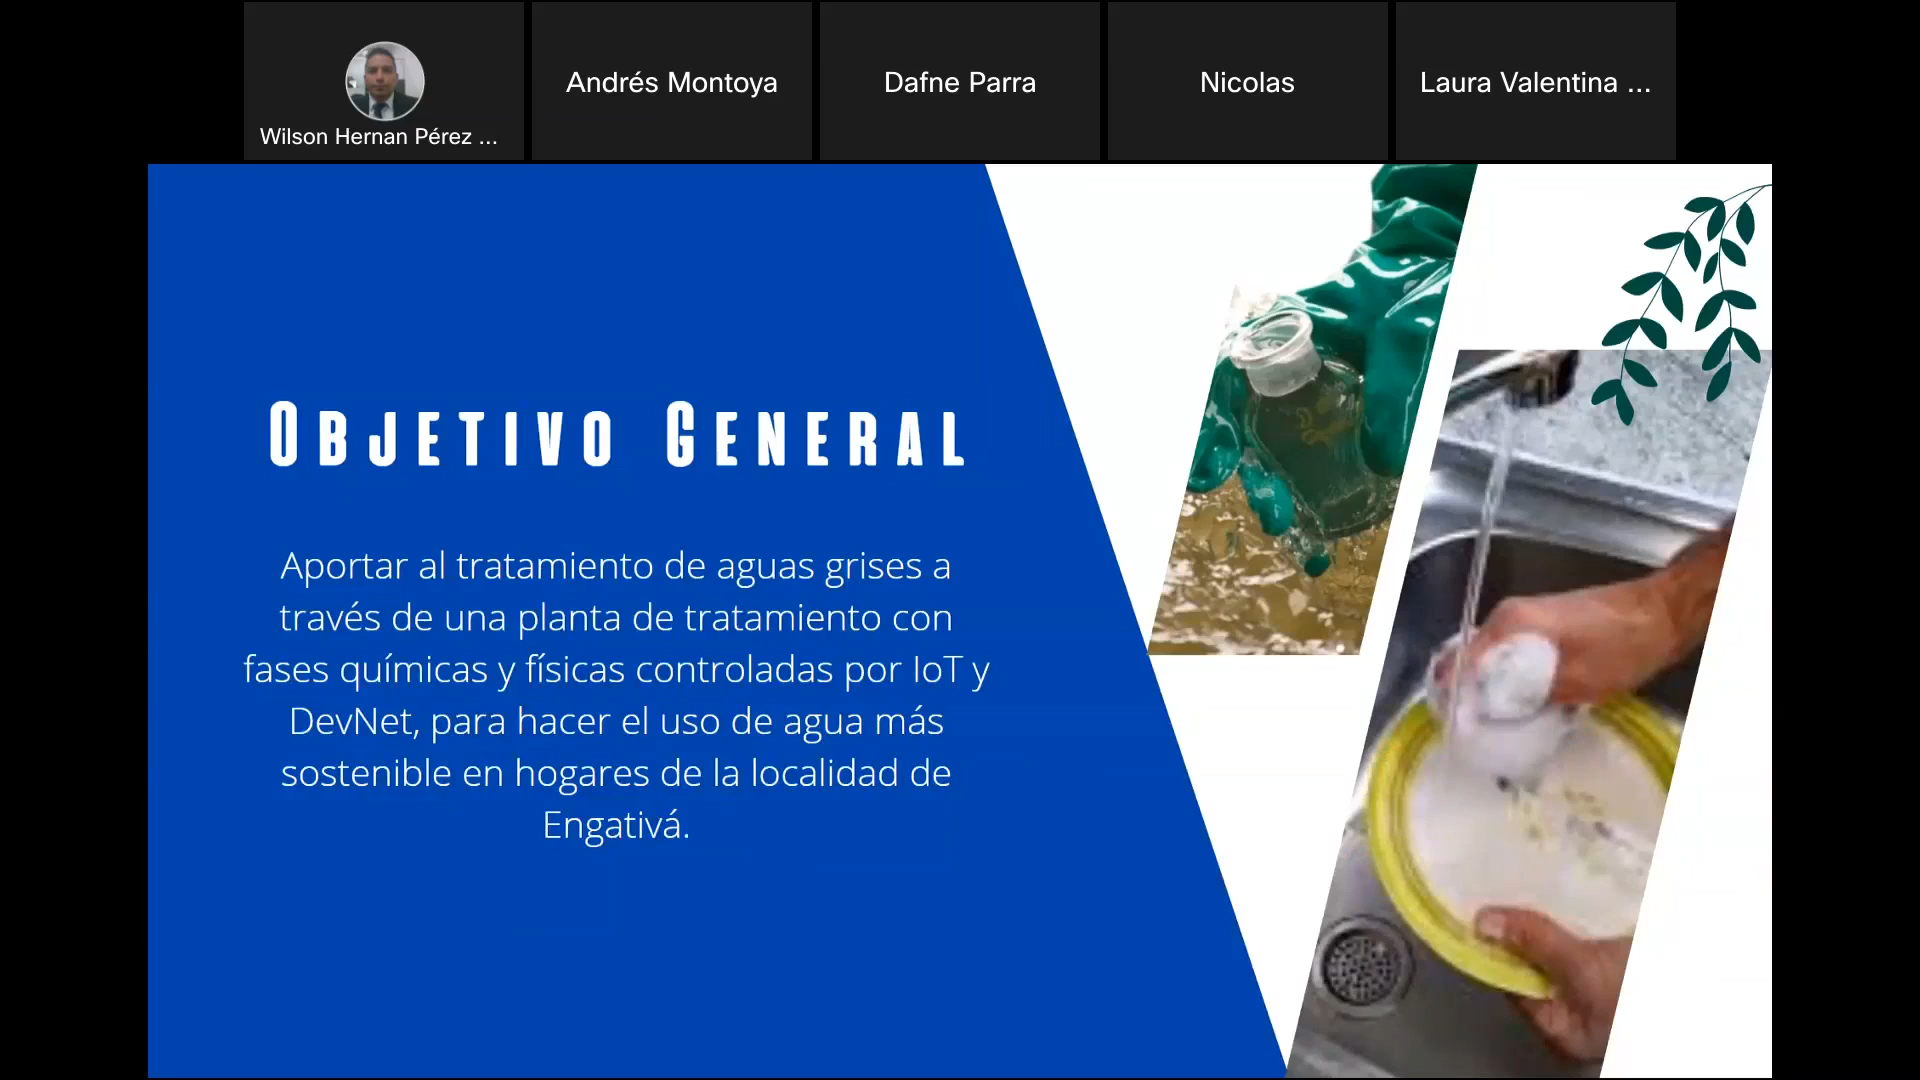 Wilson Hernan Pérez ...
Andrés Montoya
Dafne Parra
Nicolas
Laura Valentina ...
OBJETIVO GENERAL
Aportar al tratamiento de aguas grises a
través de una planta de tratamiento con
fases químicas y físicas controladas por IoT y
DevNet, para hacer el uso de agua más
sostenible en hogares de la localidad de
Engativá.